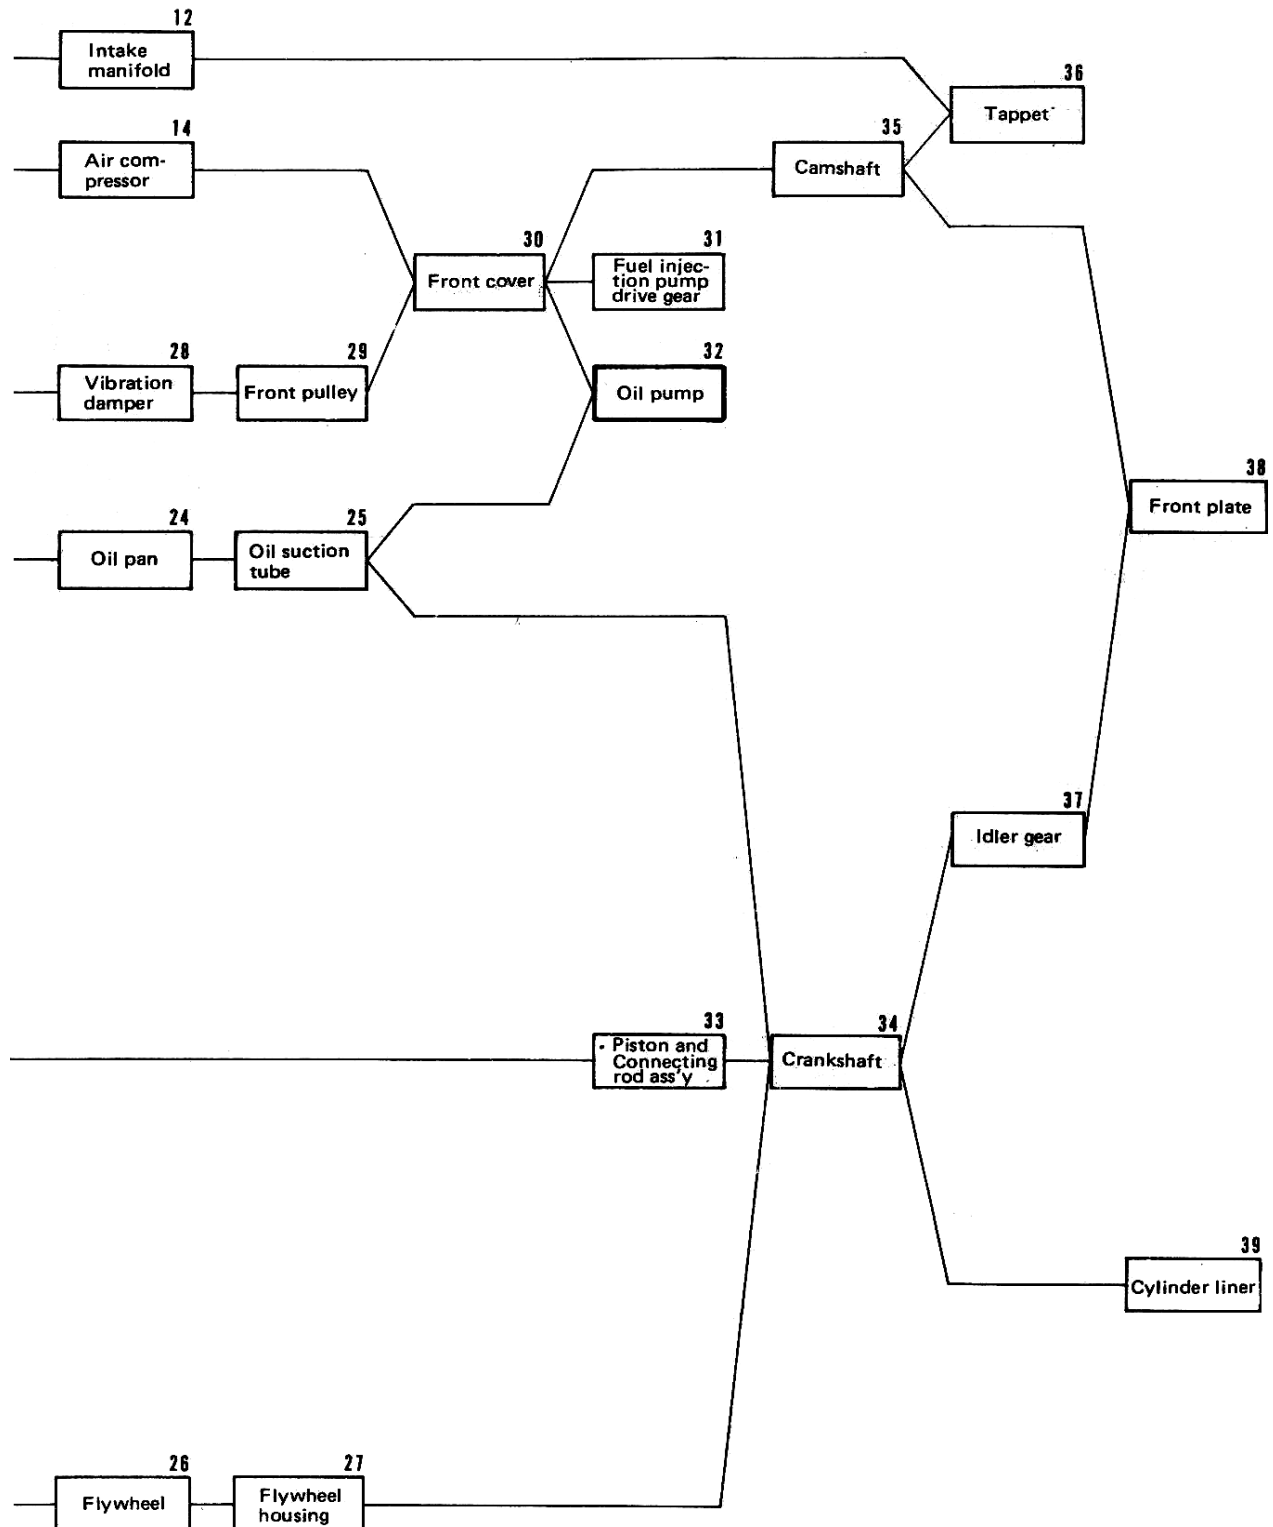 12
Intake
manifold
36
Tappet
14
Air com-
pressor
35
Camshaft
30
Front cover
31
Fuel injec-
tion pump
drive gear
28
Vibration
damper
29
Front pulley
32
Oil pump
38
Front plate
24
Oil pan
25
Oil suction
tube
37
Idler gear
33
Piston and
Connecting
rod ass'y
34
Crankshaft
39
Cylinder liner
26
Flywheel
27
Flywheel
housing